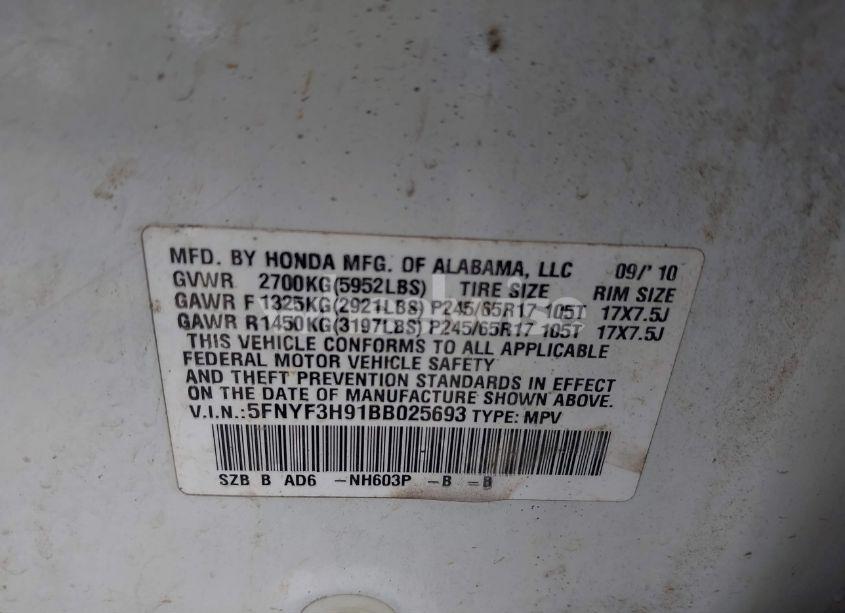 MFD. BY HONDA MFG. OF ALABAMA, LLC 09/'10
GVWR 2700KG(5952LBS) TIRE SIZE RIM SIZE
GAWR F1325KG(2921LBS) P245/65R17 105T 17X7.5J
GAWR R1450KG(3197LBS) P245/65R17 105T 17X7.5J
THIS VEHICLE CONFORMS TO ALL APPLICABLE
FEDERAL MOTOR VEHICLE SAFETY
AND THEFT PREVENTION STANDARDS IN EFFECT
ON THE DATE OF MANUFACTURE SHOWN ABOVE.
V.I.N.:5FNYF3H91BB025693 TYPE: MPV
SZB B AD6 -NH603P -B -B